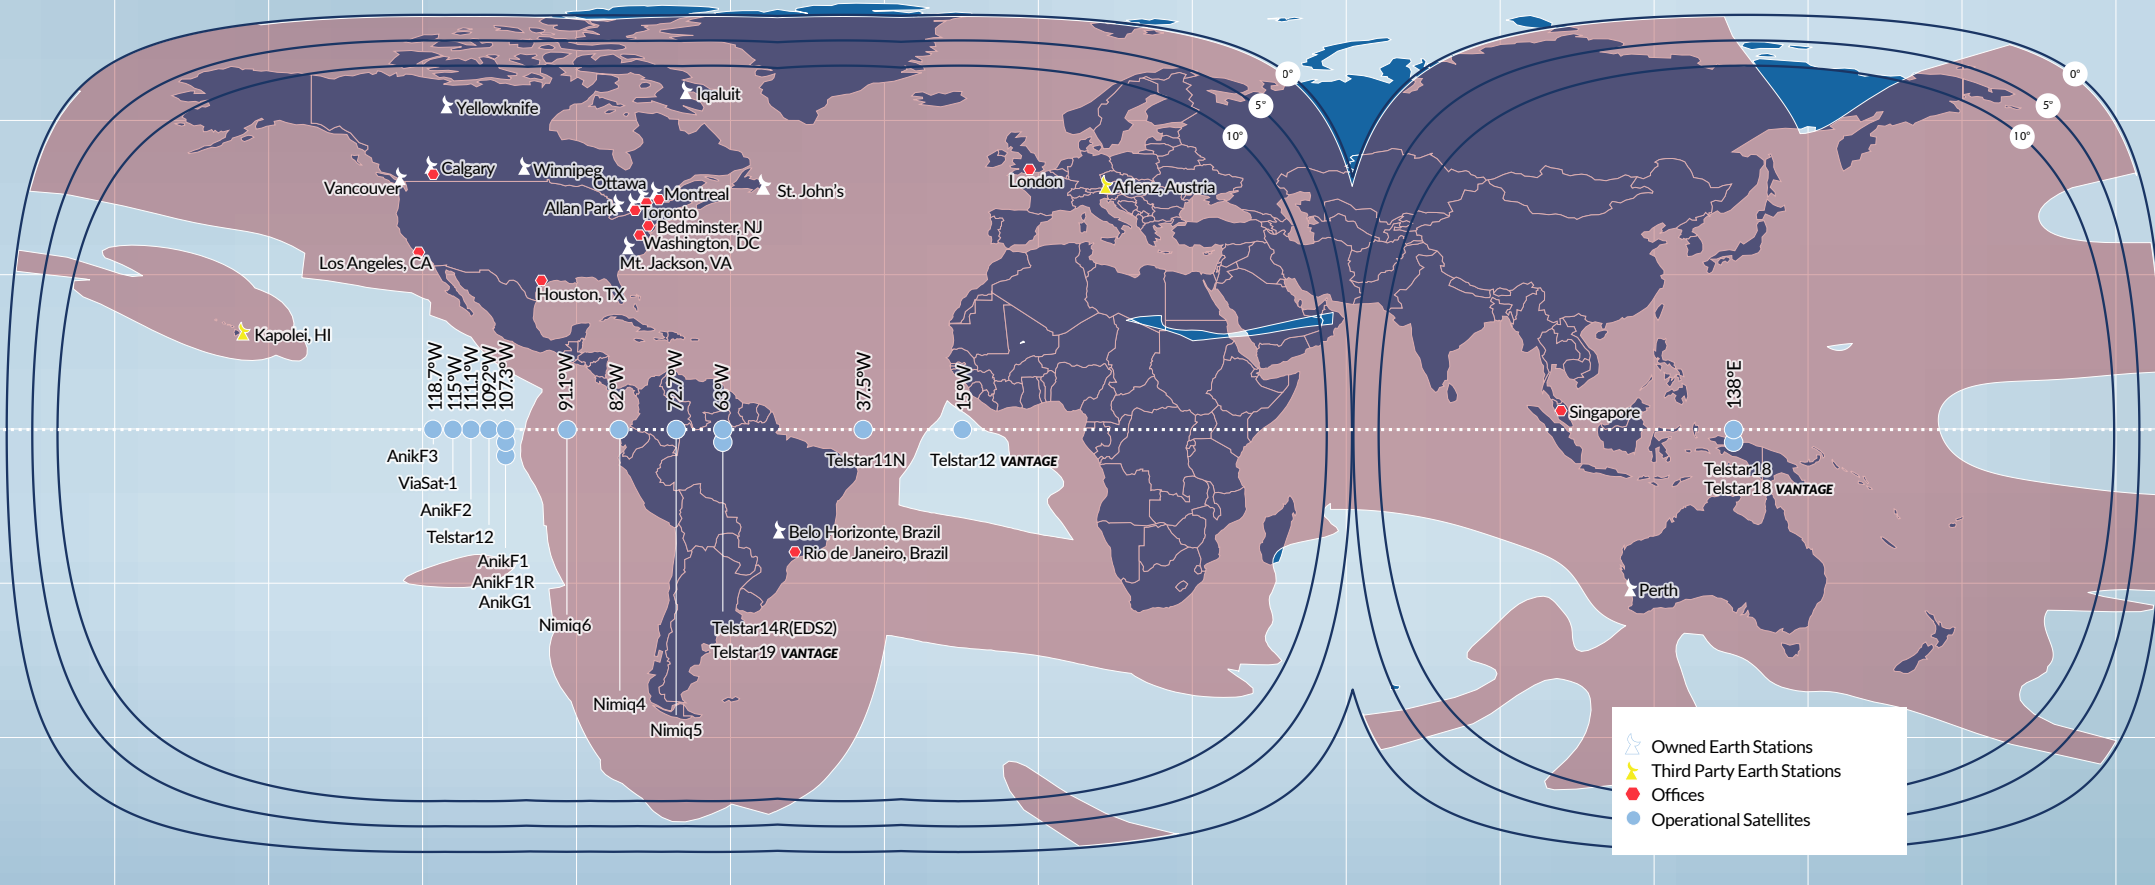 0°
0°
5°
5°
10°
10°
Iqaluit
Yellowknife
Calgary
Winnipeg
Vancouver
Ottawa
Montreal
St. John's
London
Aflenz, Austria
Allan Park
Toronto
Bedminster, NJ
Washington, DC
Los Angeles, CA
Mt. Jackson, VA
Houston, TX
Kapolei, HI
118.7°W
115°W
111.1°W
109.2°W
107.3°W
91.1°W
82°W
72.7°W
63°W
37.5°W
15°W
138°E
Singapore
AnikF3
Telstar11N
Telstar12 VANTAGE
Telstar18
ViaSat-1
Telstar18 VANTAGE
AnikF2
Telstar12
Belo Horizonte, Brazil
Rio de Janeiro, Brazil
AnikF1
AnikF1R
AnikG1
Perth
Nimiq6
Telstar14R(EDS2)
Telstar19 VANTAGE
Nimiq4
Nimiq5
Owned Earth Stations
Third Party Earth Stations
Offices
Operational Satellites